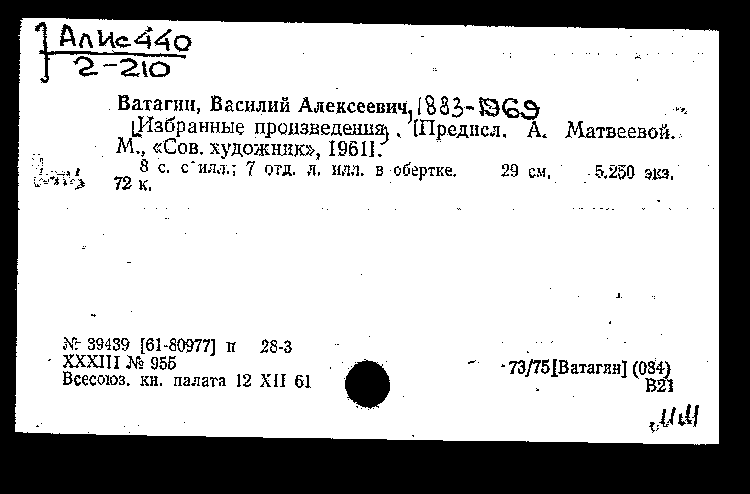 Алис 440
2-210
Ватагин, Василий Алексеевич, 1883-1969
[Избранные произведения]. [Предисл. А. Матвеевой.
М., «Сов. художник», 1961].
8 с. с илл.; 7 отд. л. илл. в обертке. 29 см. 5.250 экз.
72 к.
№ 39439 [61-80977] п 28-3
XXXIII № 955
Всесоюз. кн. палата 12 XII 61
73/75[Ватагин] (084)
В21